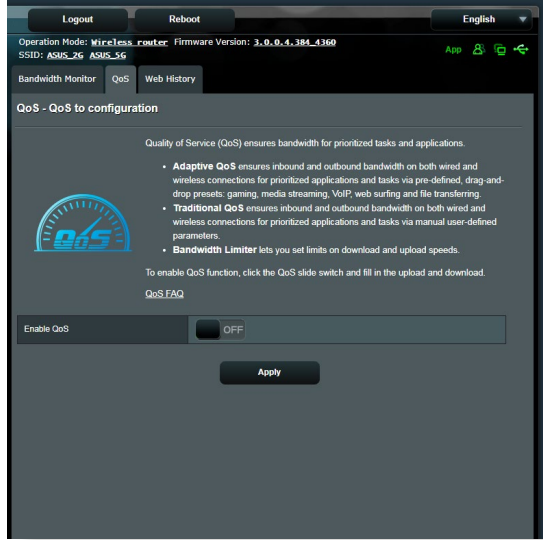 Logout Reboot English
Operation Mode: Wireless router Firmware Version: 3.0.0.4.384_4360
SSID: ASUS_2G ASUS_5G App
Bandwidth Monitor QoS Web History
QoS - QoS to configuration
Quality of Service (QoS) ensures bandwidth for prioritized tasks and applications.
• Adaptive QoS ensures inbound and outbound bandwidth on both wired and
wireless connections for prioritized applications and tasks via pre-defined, drag-and-
drop presets: gaming, media streaming, VoIP, web surfing and file transferring.
• Traditional QoS ensures inbound and outbound bandwidth on both wired and
wireless connections for prioritized applications and tasks via manual user-defined
parameters.
• Bandwidth Limiter lets you set limits on download and upload speeds.
QoS
To enable QoS function, click the QoS slide switch and fill in the upload and download.
QoS FAQ
Enable QoS OFF
Apply